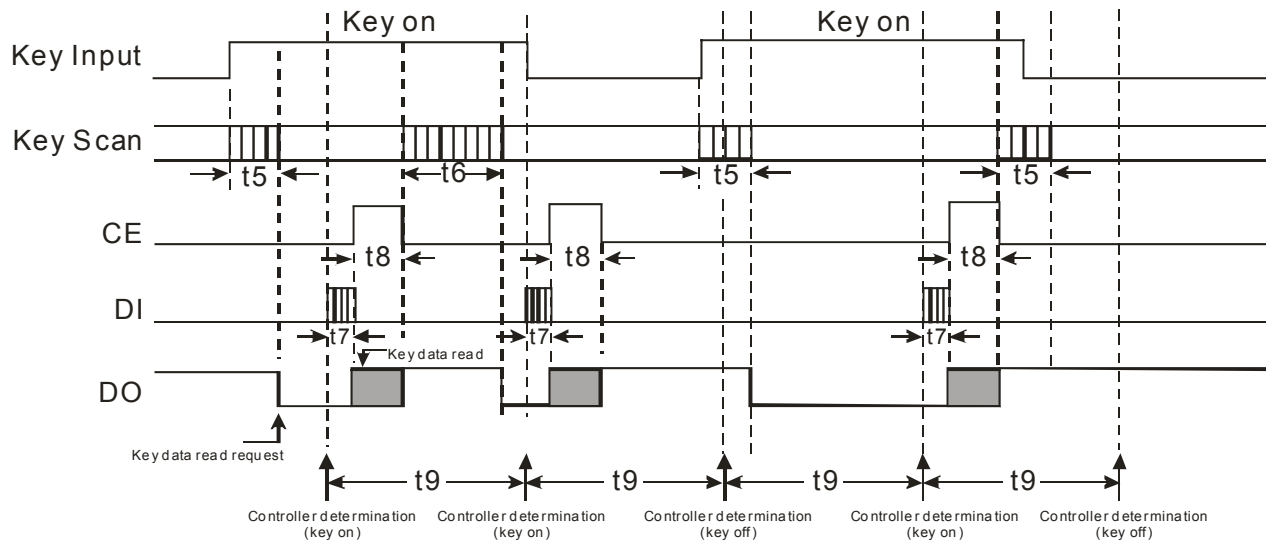 Key on Key on
Key Input
Key Scan
t5 t6 t5 t5
CE
t8 t8 t8
DI
t7 t7 t7
Key data read
DO
Key data read request
t9 t9 t9 t9
Controller determination Controller determination Controller determination Controller determination Controller determination
(key on) (key on) (key off) (key on) (key off)